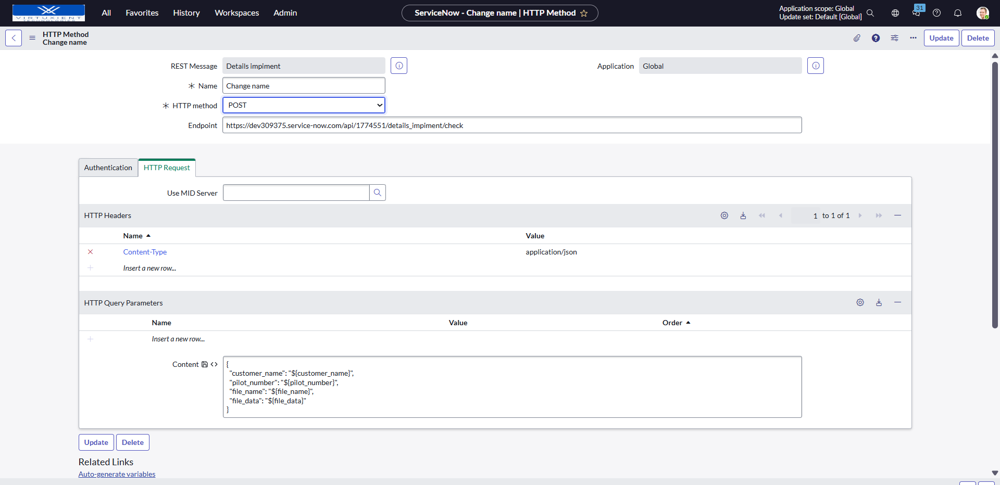 VIRTUXIENT
TECHNOLOGIES
All
Favorites
History
Workspaces
Admin
ServiceNow - Change name | HTTP Method
Application scope: Global
Update set: Default [Global]
31
HTTP Method
Change name
Update
Delete
REST Message
Details impiment
Application
Global
Name
Change name
HTTP method
POST
Endpoint
https://dev309375.service-now.com/api/1774551/details_impiment/check
Authentication
HTTP Request
Use MID Server
HTTP Headers
1 to 1 of 1
Name
Value
Content-Type
application/json
Insert a new row...
HTTP Query Parameters
Name
Value
Order
Insert a new row...
Content
{
"customer_name": "${customer_name}",
"pilot_number": "${pilot_number}",
"file_name": "${file_name}",
"file_data": "${file_data}"
}
Update
Delete
Related Links
Auto-generate variables